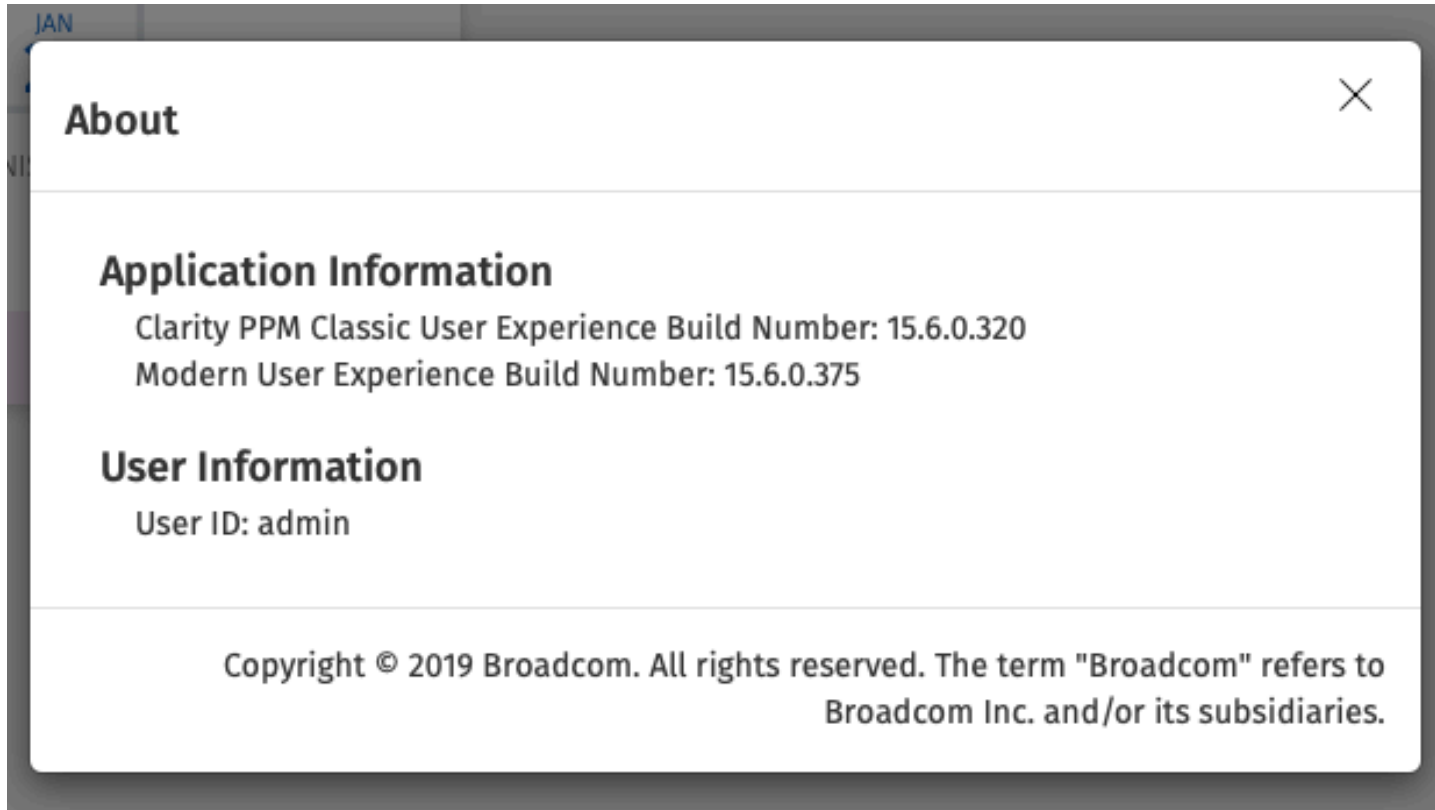 JAN
About
Application Information
Clarity PPM Classic User Experience Build Number: 15.6.0.320
Modern User Experience Build Number: 15.6.0.375
User Information
User ID: admin
Copyright © 2019 Broadcom. All rights reserved. The term "Broadcom" refers to
Broadcom Inc. and/or its subsidiaries.